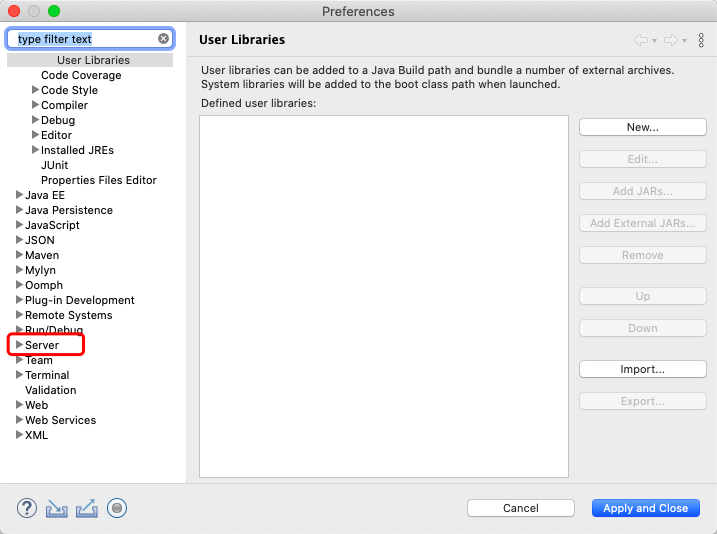 Preferences
type filter text
User Libraries
Code Coverage
Code Style
Compiler
Debug
Editor
Installed JREs
JUnit
Properties Files Editor
Java EE
Java Persistence
JavaScript
JSON
Maven
Mylyn
Oomph
Plug-in Development
Remote Systems
Run/Debug
Server
Team
Terminal
Validation
Web
Web Services
XML
User Libraries
User libraries can be added to a Java Build path and bundle a number of external archives.
System libraries will be added to the boot class path when launched.
Defined user libraries:
New...
Edit...
Add JARs...
Add External JARs...
Remove
Up
Down
Import...
Export...
?
Cancel
Apply and Close